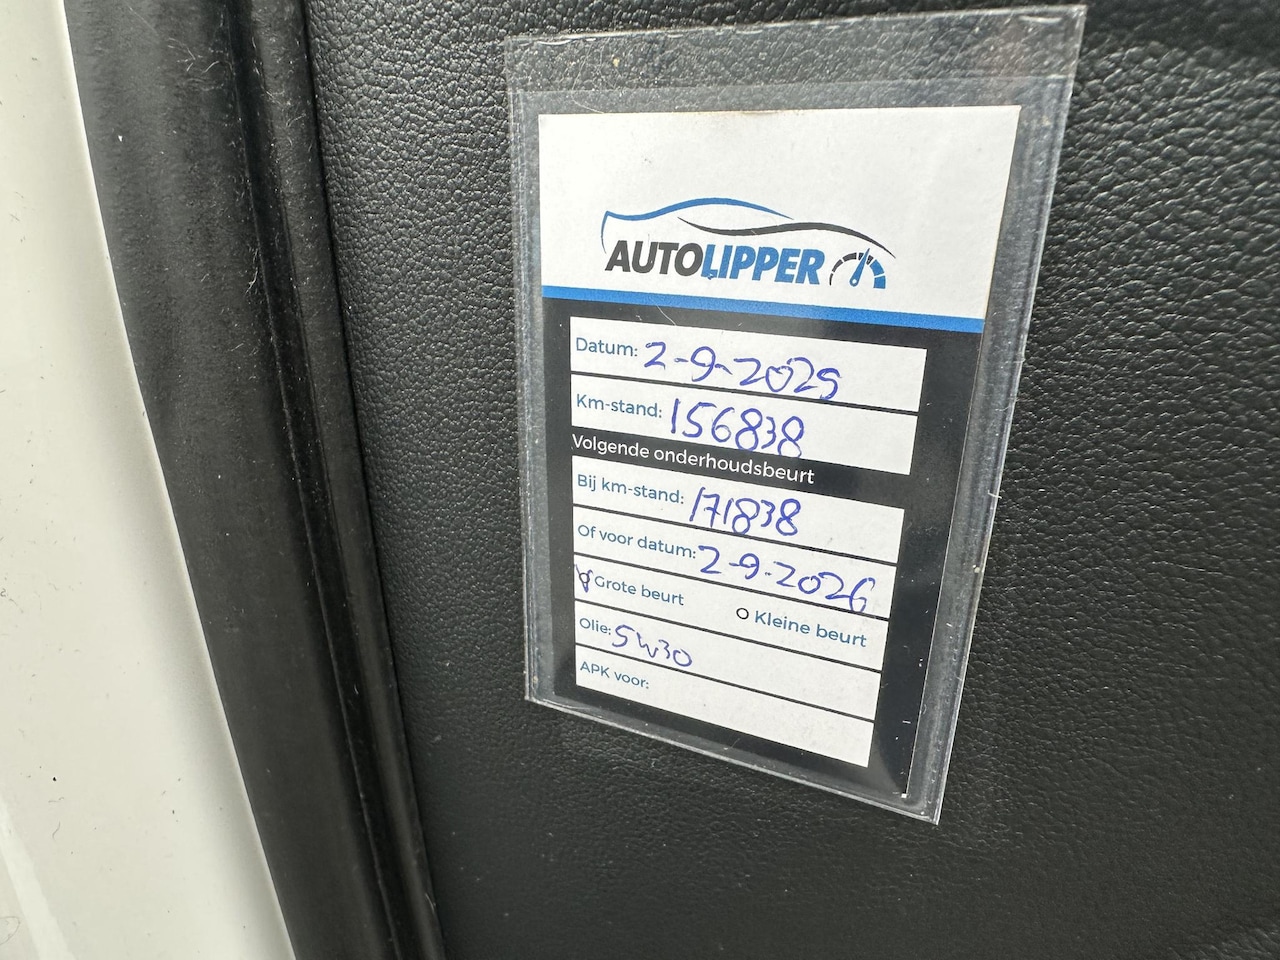 AUTOLIPPER
Datum: 2-9-2025
Km-stand: 156838
Volgende onderhoudsbeurt
Bij km-stand: 171838
Of voor datum: 2-9-2026
Grote beurt Kleine beurt
Olie: 5W30
APK voor: